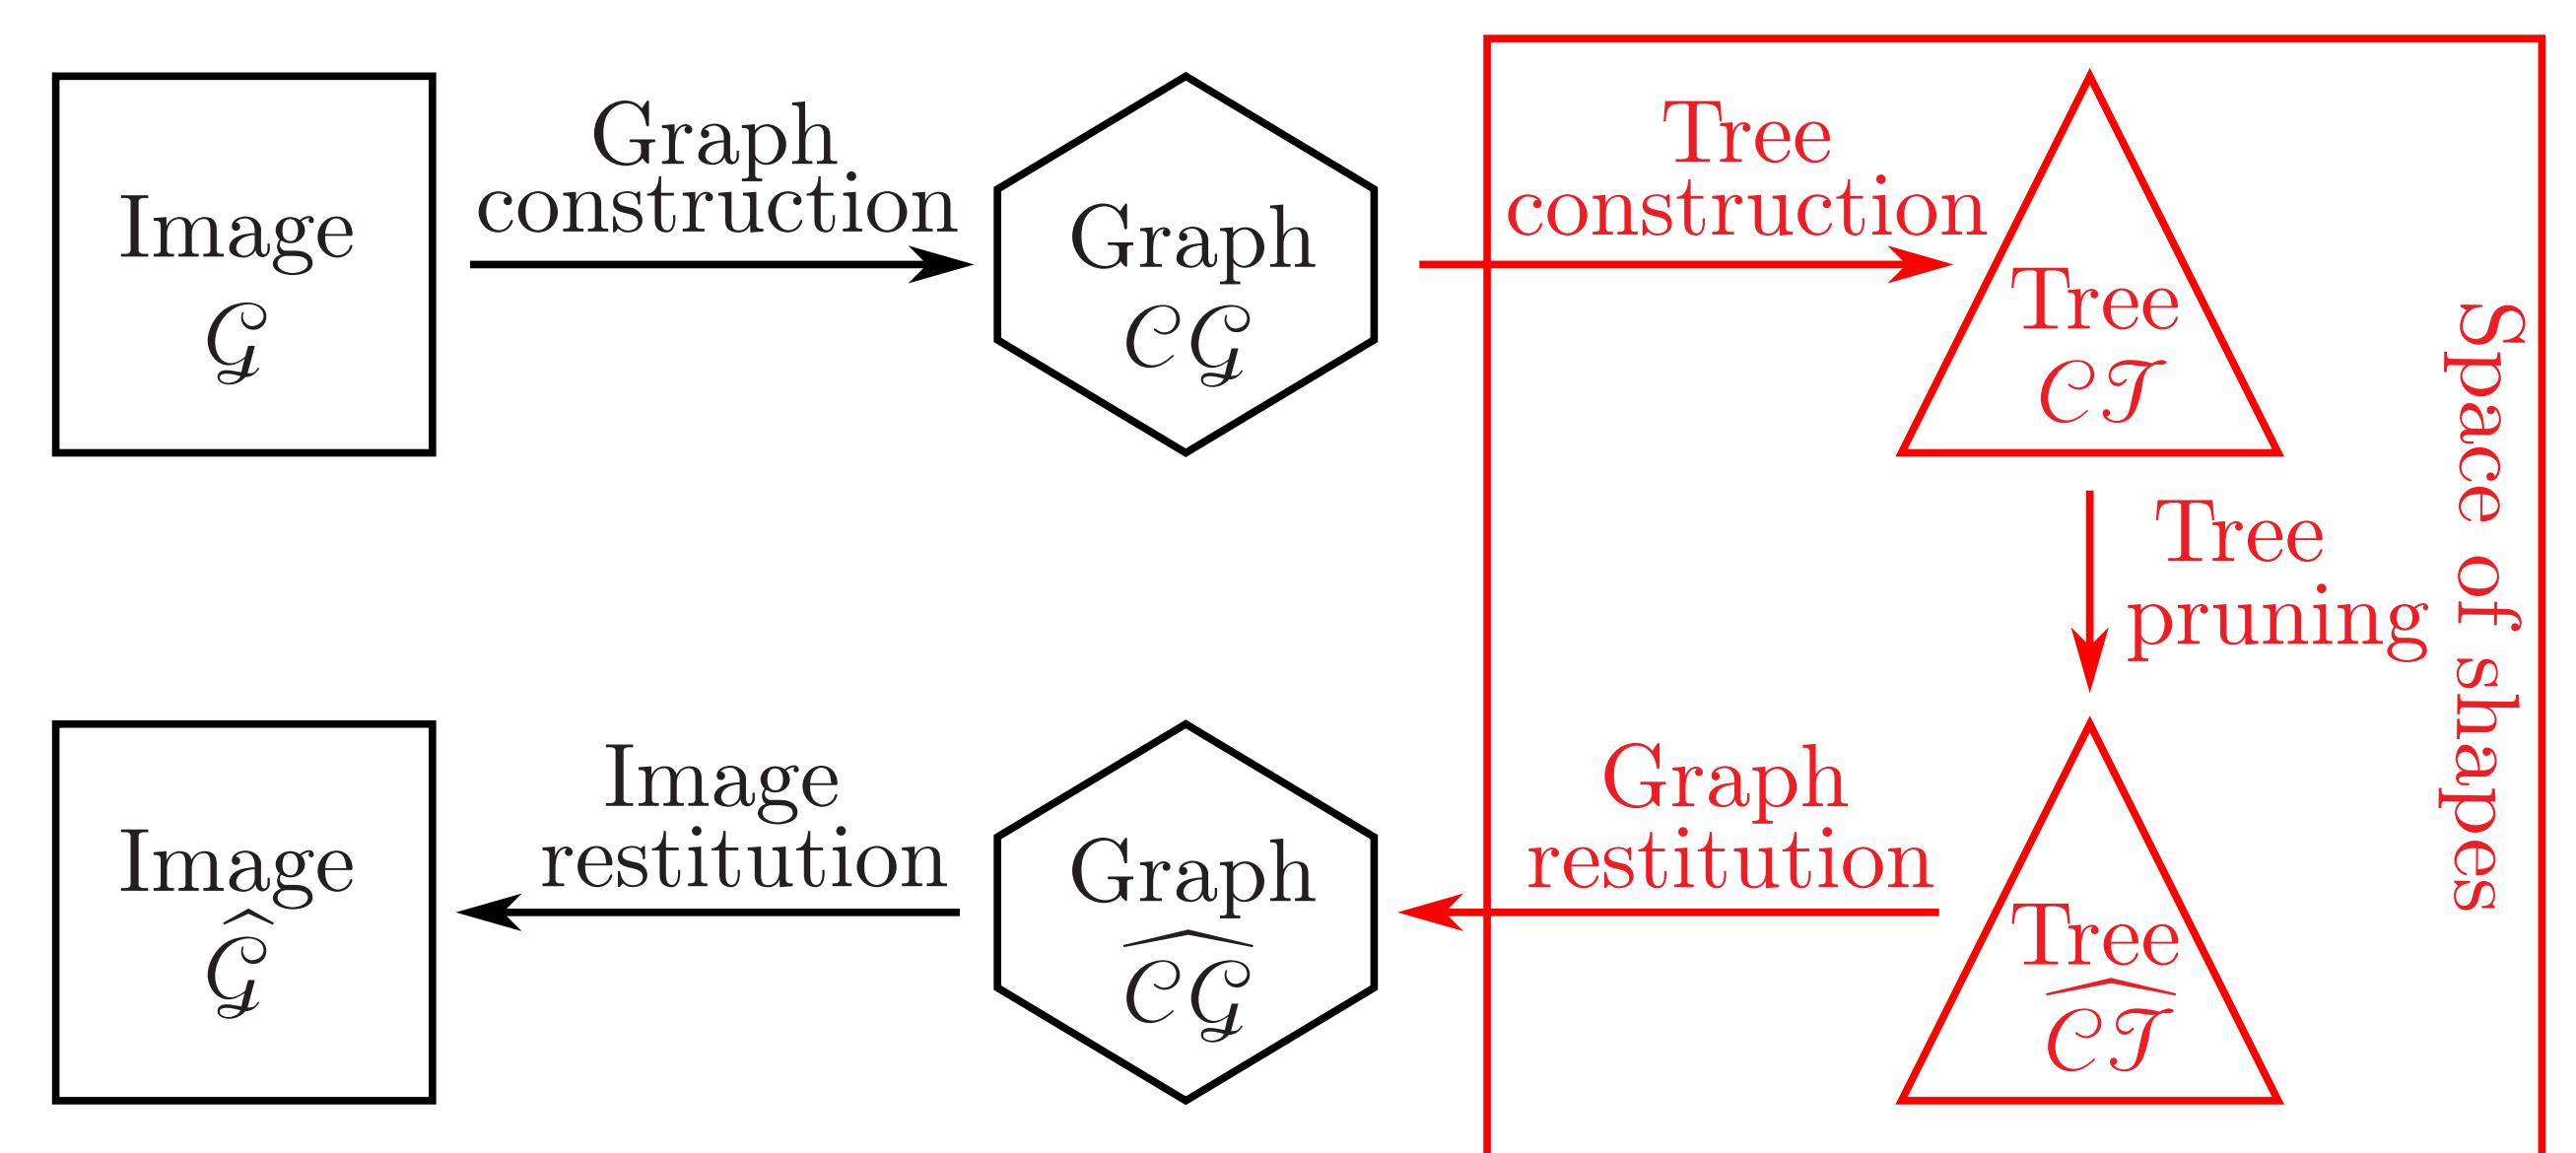 Image
𝒢
Graph
construction
Graph
𝒞𝒢
Tree
construction
Tree
𝒞𝒯
Tree
pruning
Space of shapes
Tree
\widehat{𝒞𝒯}
Graph
restitution
Graph
\widehat{𝒞𝒢}
Image
restitution
Image
\widehat{𝒢}